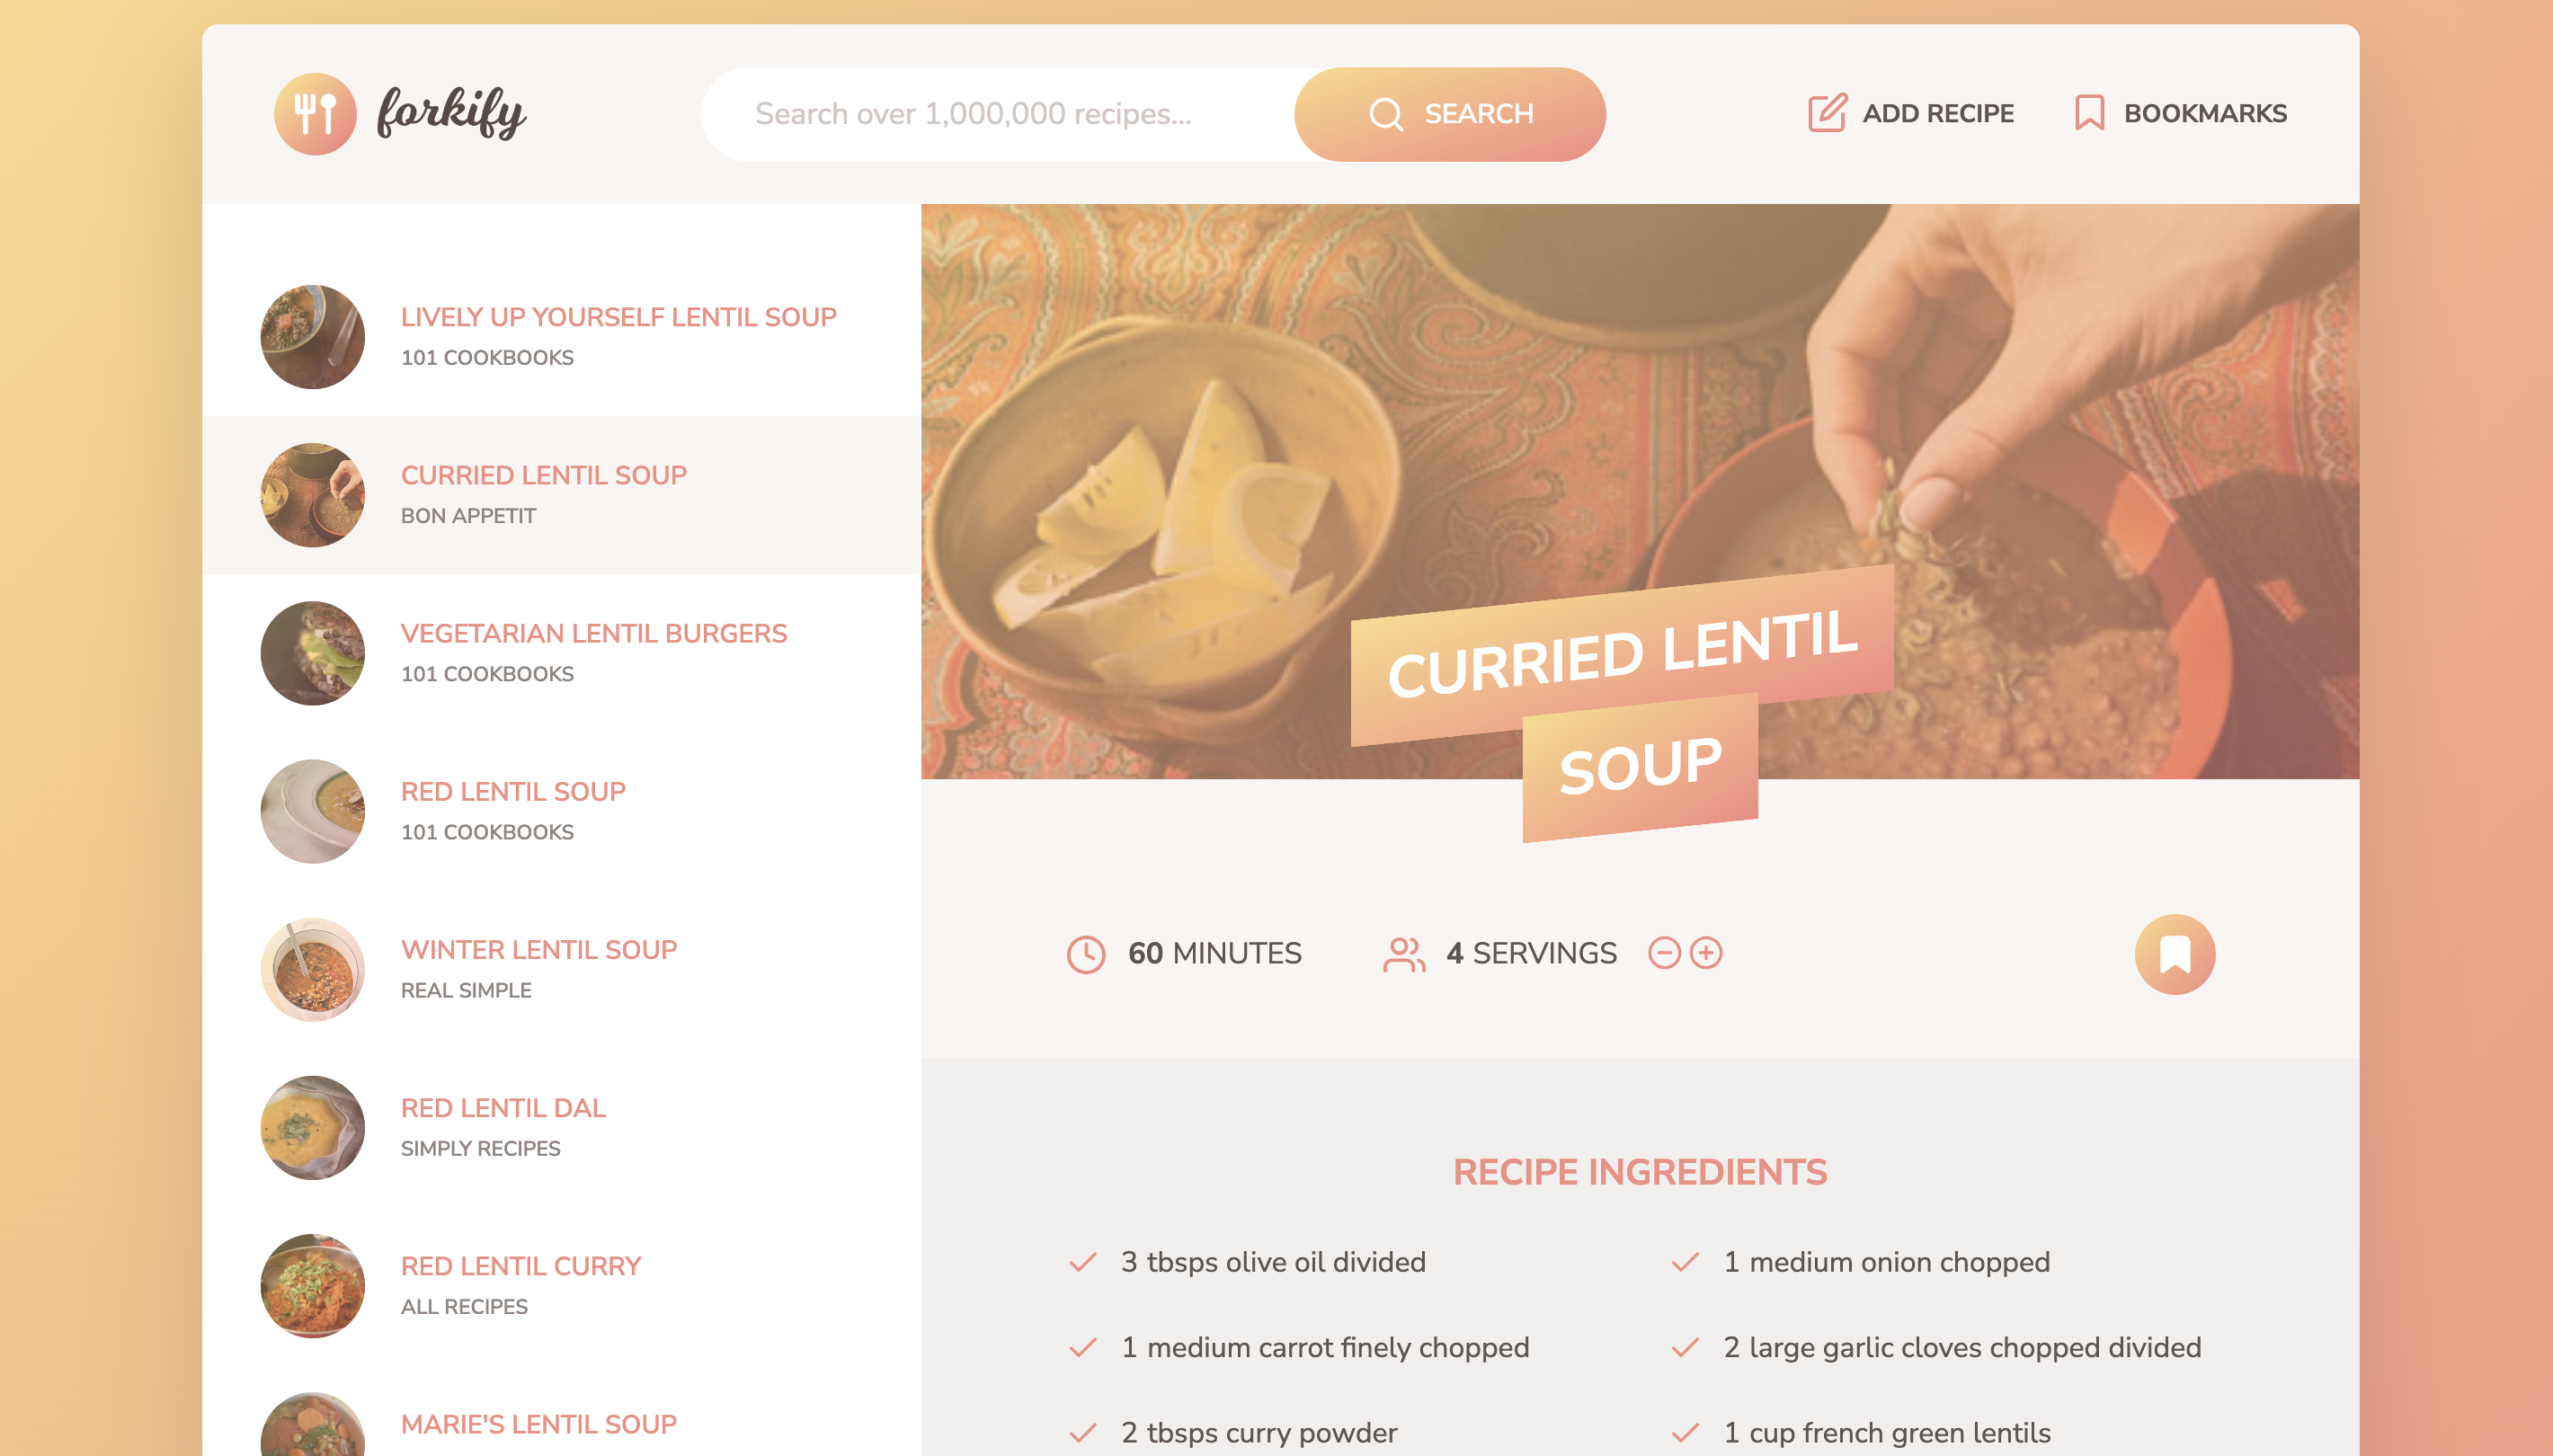 forkify
Search over 1,000,000 recipes...
SEARCH
ADD RECIPE
BOOKMARKS
LIVELY UP YOURSELF LENTIL SOUP
101 COOKBOOKS
CURRIED LENTIL SOUP
BON APPETIT
VEGETARIAN LENTIL BURGERS
101 COOKBOOKS
RED LENTIL SOUP
101 COOKBOOKS
WINTER LENTIL SOUP
REAL SIMPLE
RED LENTIL DAL
SIMPLY RECIPES
RED LENTIL CURRY
ALL RECIPES
MARIE'S LENTIL SOUP
CURRIED LENTIL
SOUP
60 MINUTES
4 SERVINGS
RECIPE INGREDIENTS
3 tbsps olive oil divided
1 medium onion chopped
1 medium carrot finely chopped
2 large garlic cloves chopped divided
2 tbsps curry powder
1 cup french green lentils